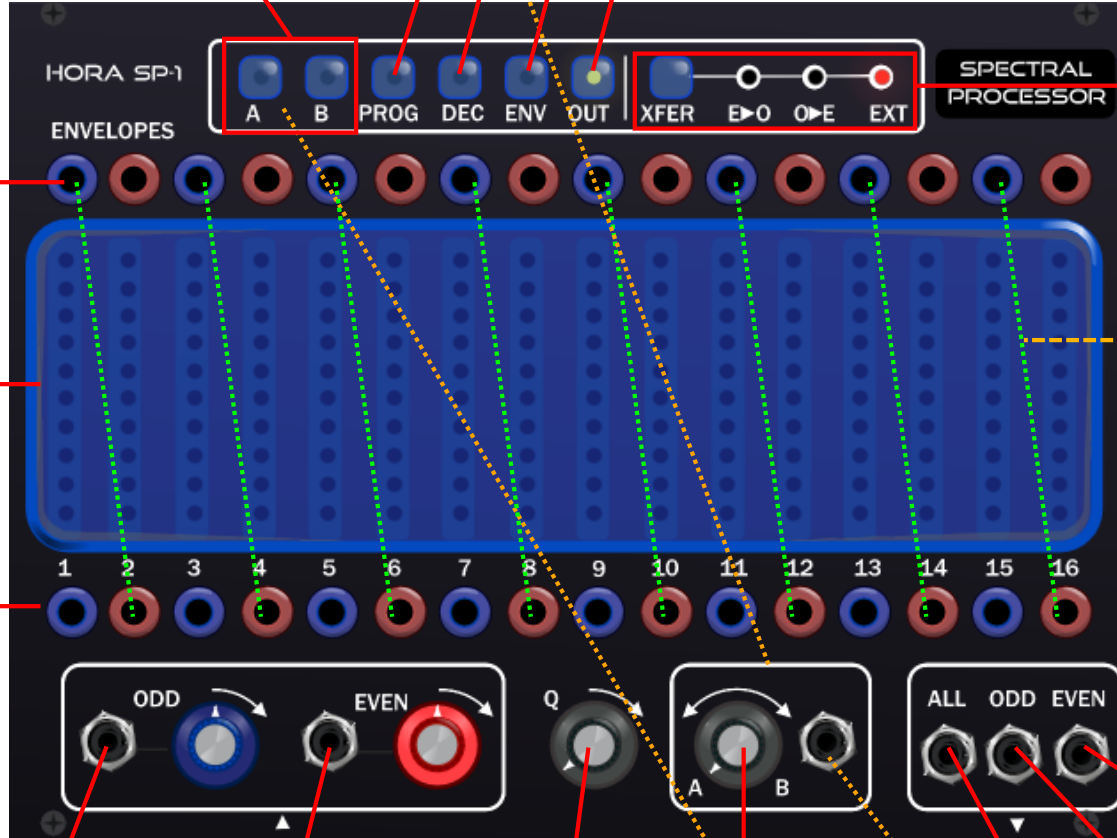 HORA SP-1
A B PROG DEC ENV OUT XFER E▶O O▶E EXT
SPECTRAL
PROCESSOR
ENVELOPES
1 2 3 4 5 6 7 8 9 10 11 12 13 14 15 16
ODD EVEN Q A B ALL ODD EVEN